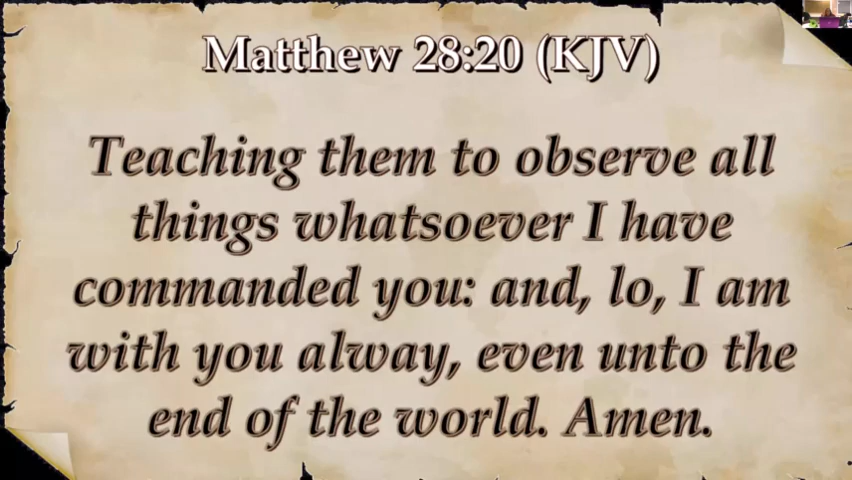 Matthew 28:20 (KJV)
Teaching them to observe all
things whatsoever I have
commanded you: and, lo, I am
with you alway, even unto the
end of the world. Amen.